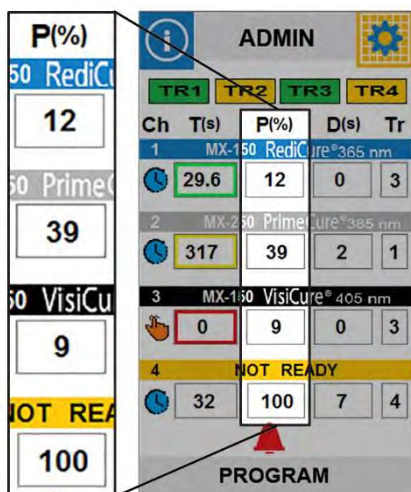 P(%)
50 RediCu
12
50 PrimeC
39
50 VisiCu
9
NOT REA
100
i ADMIN
TR1 TR2 TR3 TR4
Ch T(s) P(%) D(s) Tr
1 MX-150 RediCure®365 nm
29.6 12 0 3
2 MX-250 PrimeCure®385 nm
317 39 2 1
3 MX-150 VisiCure® 405 nm
0 9 0 3
4 NOT READY
32 100 7 4
PROGRAM